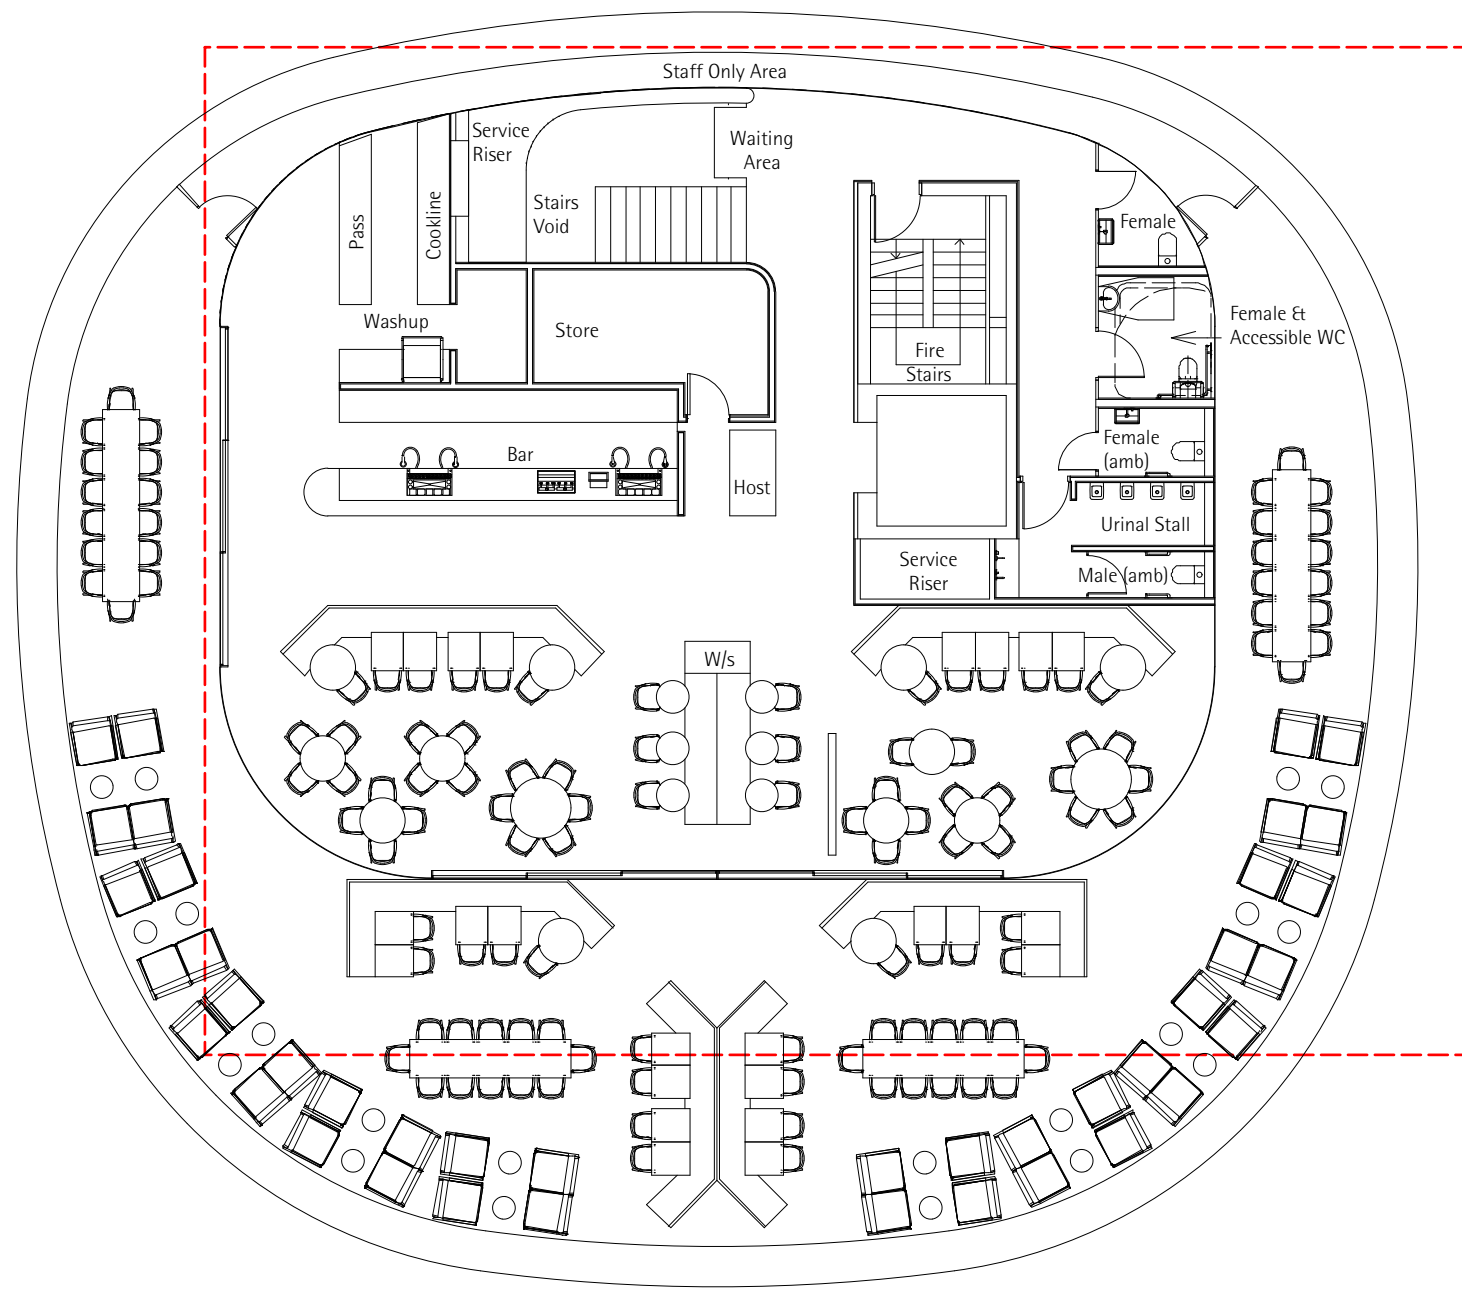 Staff Only Area
Service
Riser
Waiting
Area
Stairs
Void
Pass
Cookline
Female
Washup
Store
Female &
Accessible WC
Fire
Stairs
Female
(amb)
Bar
Host
Urinal Stall
Service
Riser
Male (amb)
W/s